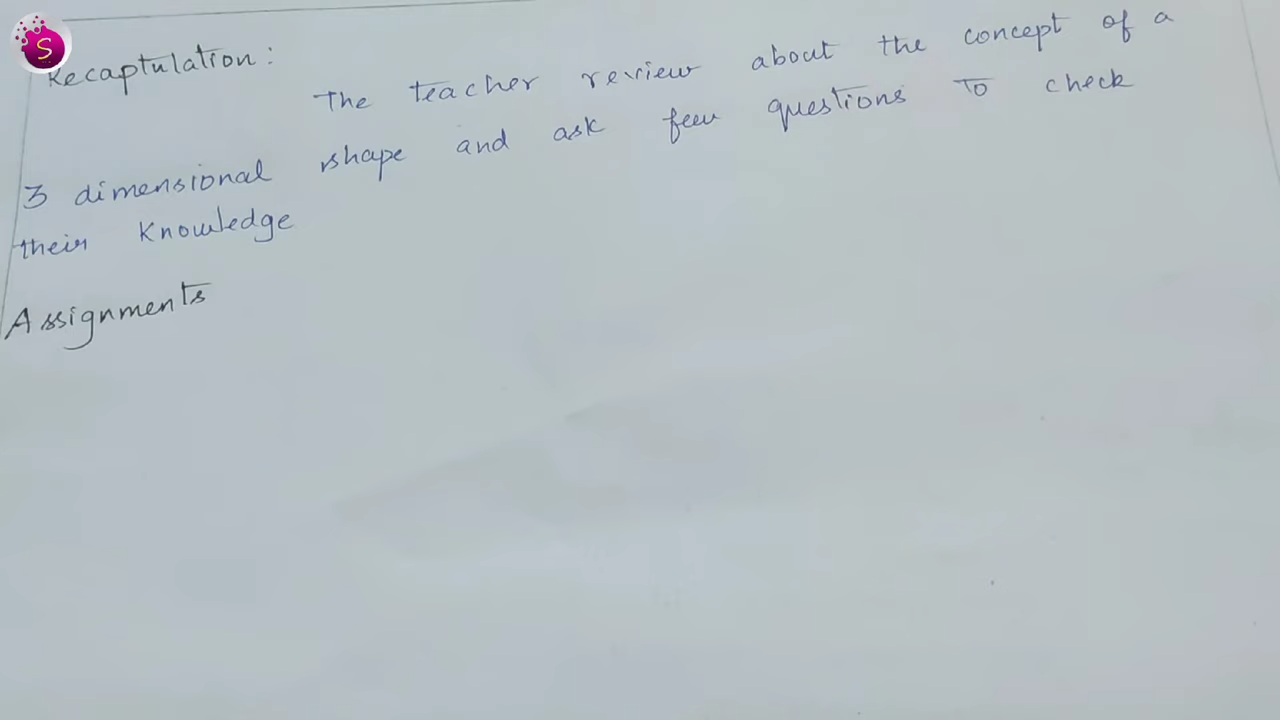 S
Recaptulation :
The teacher review about the concept of a
3 dimensional shape and ask few questions to check
their knowledge
Assignments